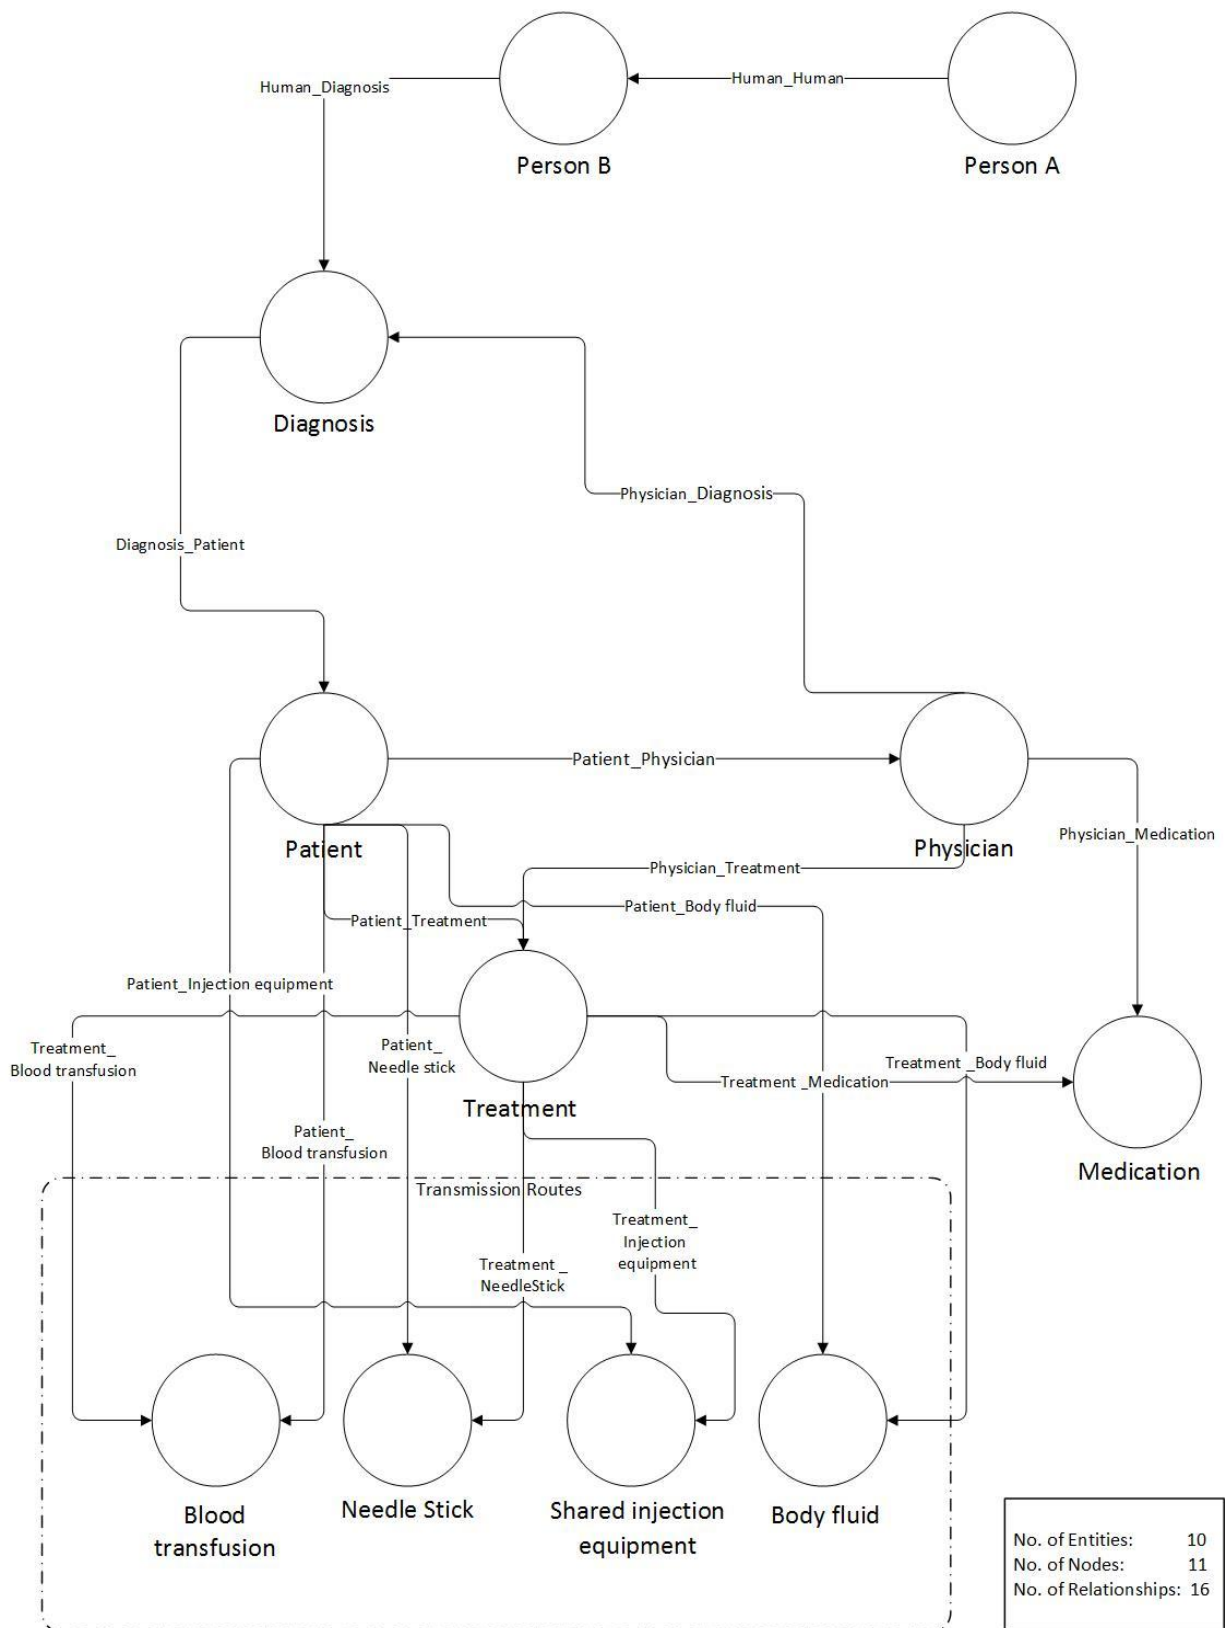 Human_Diagnosis
Human_Human
Person B
Person A
Diagnosis
Physician_Diagnosis
Diagnosis_Patient
Patient_Physician
Patient
Physician
Physician_Medication
Physician_Treatment
Patient_Body fluid
Patient_Treatment
Patient_Injection equipment
Treatment_
Blood transfusion
Patient_
Needle stick
Treatment _Body fluid
Treatment _Medication
Treatment
Patient_
Blood transfusion
Medication
Transmission Routes
Treatment_
Injection
equipment
Treatment _
NeedleStick
Blood
transfusion
Needle Stick
Shared injection
equipment
Body fluid
No. of Entities: 10
No. of Nodes: 11
No. of Relationships: 16